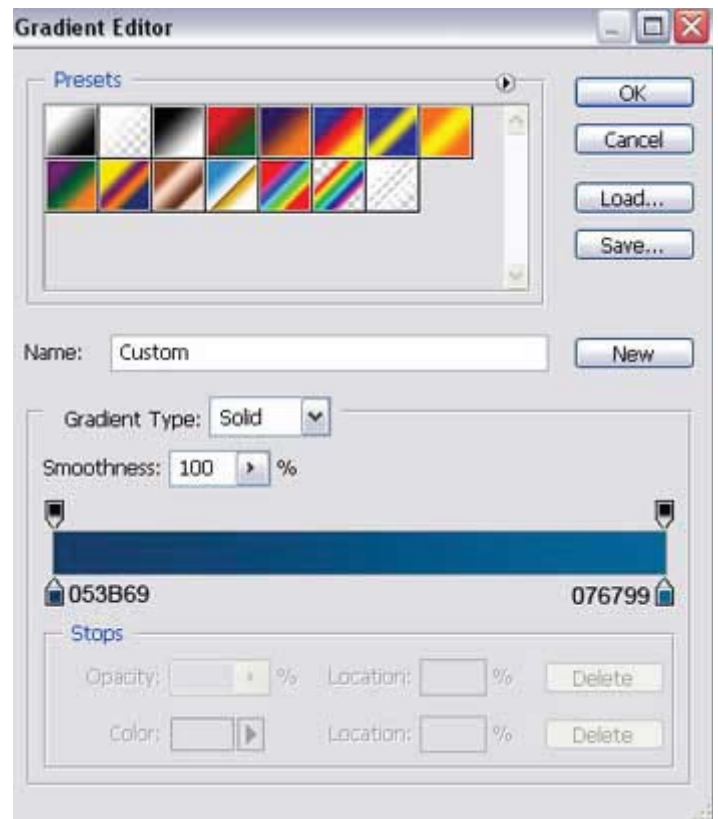 Gradient Editor
Presets
OK
Cancel
Load...
Save...
Name: Custom
New
Gradient Type: Solid
Smoothness: 100 %
053B69 076799
Stops
Opacity: % Location: % Delete
Color: Location: % Delete